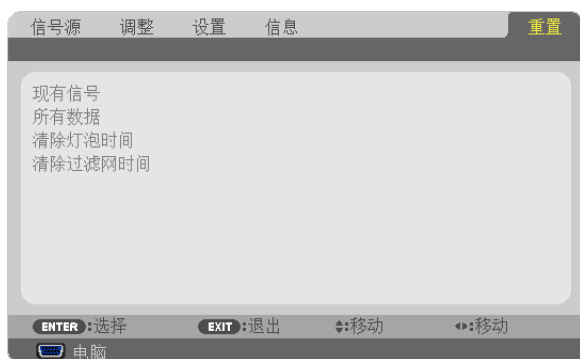 信号源 调整 设置 信息 重置
现有信号
所有数据
清除灯泡时间
清除过滤网时间
ENTER:选择 EXIT:退出 :移动 :移动
电脑